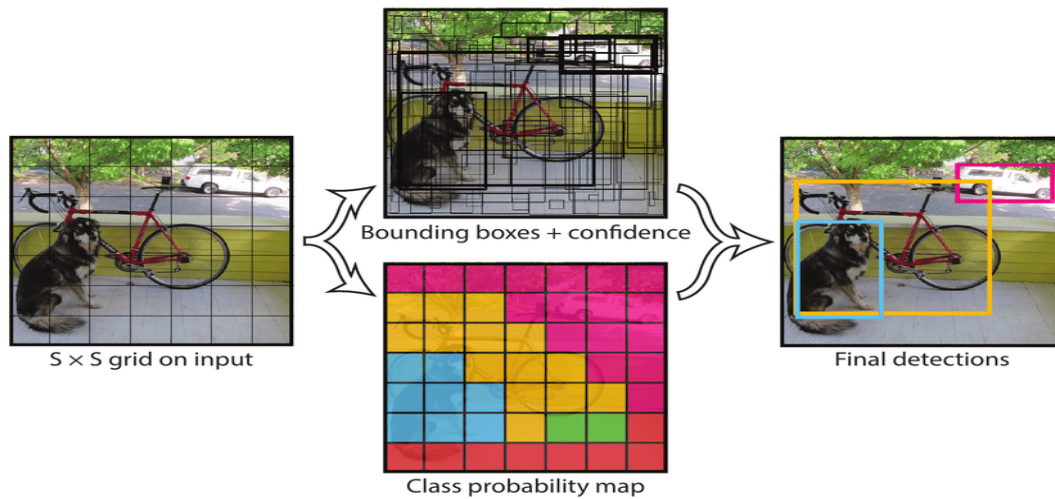 Bounding boxes + confidence
S × S grid on input
Final detections
Class probability map